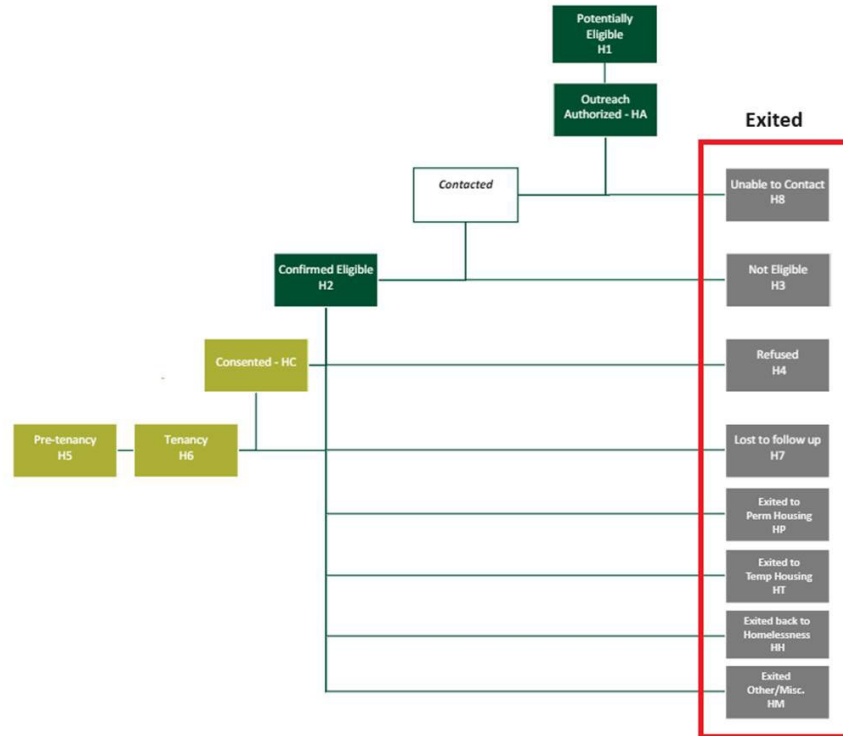 Potentially
Eligible
H1
Outreach
Authorized - HA
Exited
Contacted
Unable to Contact
H8
Confirmed Eligible
H2
Not Eligible
H3
Consented - HC
Refused
H4
Pre-tenancy
H5
Tenancy
H6
Lost to follow up
H7
Exited to
Perm Housing
HP
Exited to
Temp Housing
HT
Exited back to
Homelessness
HH
Exited
Other/Misc.
HM